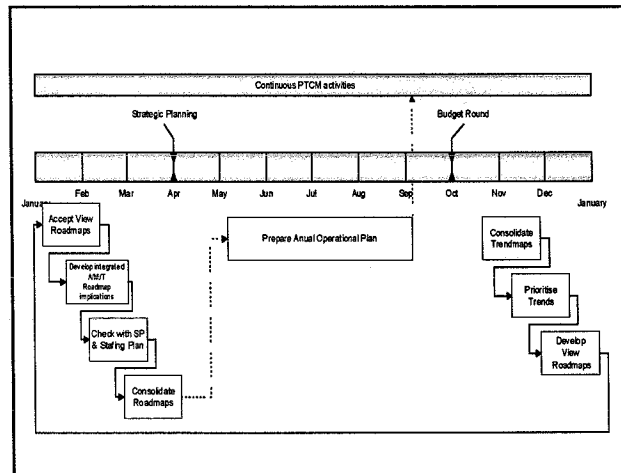 Continuous PTCM activities
Strategic Planning
Budget Round
Feb
Mar
Apr
May
Jun
Jul
Aug
Sep
Oct
Nov
Dec
January
January
Accept View
Roadmaps
Develop integrated
A/M/T
Roadmap
implications
Check with SP
& Stafing Plan
Consolidate
Roadmaps
Prepare Anual Operational Plan
Consolidate
Trendmaps
Prioritise
Trends
Develop
View
Roadmaps